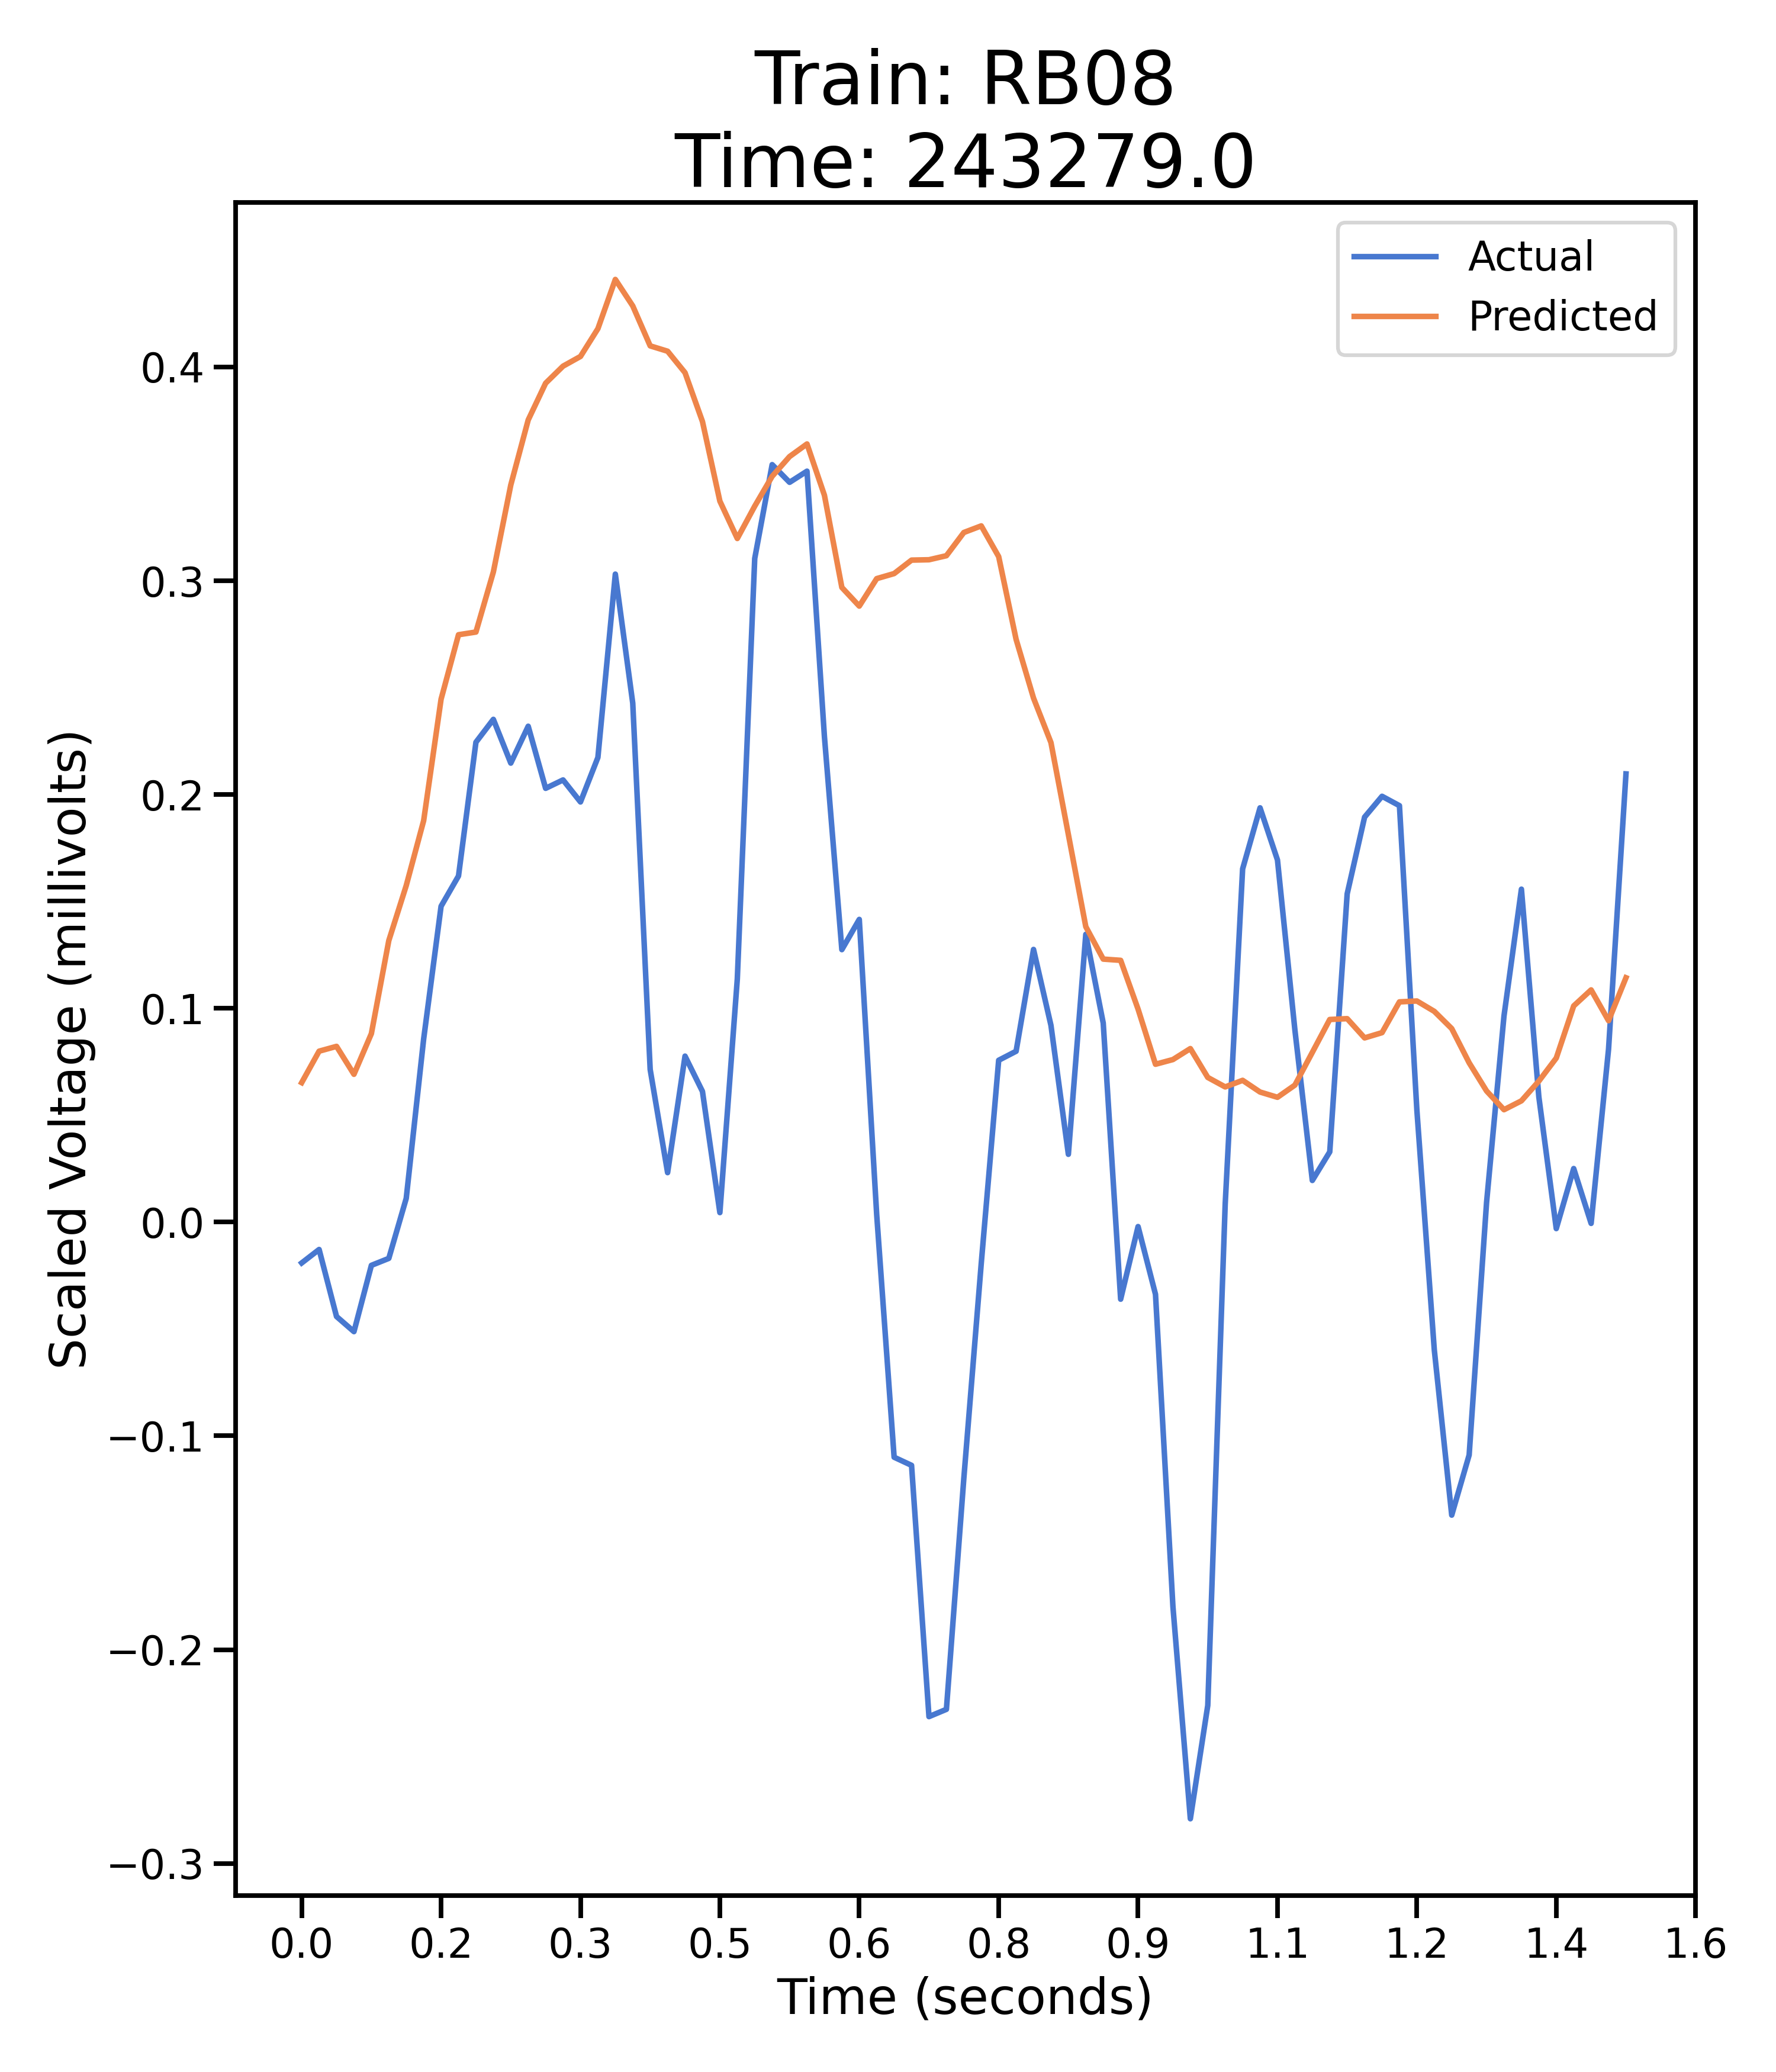 Train: RB08
Time: 243279.0
Actual
Predicted
Scaled Voltage (millivolts)
0.4
0.3
0.2
0.1
0.0
−0.1
−0.2
−0.3
0.0 0.2 0.3 0.5 0.6 0.8 0.9 1.1 1.2 1.4 1.6
Time (seconds)